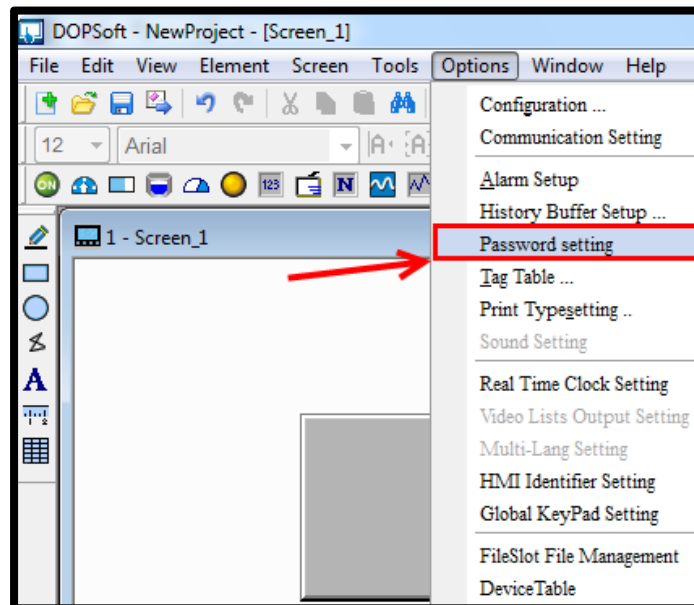 DOPSoft - NewProject - [Screen_1]
File Edit View Element Screen Tools Options Window Help
12 Arial
ON 123 N
1 - Screen_1
A
Configuration ...
Communication Setting
Alarm Setup
History Buffer Setup ...
Password setting
Tag Table ...
Print Typesetting ..
Sound Setting
Real Time Clock Setting
Video Lists Output Setting
Multi-Lang Setting
HMI Identifier Setting
Global KeyPad Setting
FileSlot File Management
DeviceTable